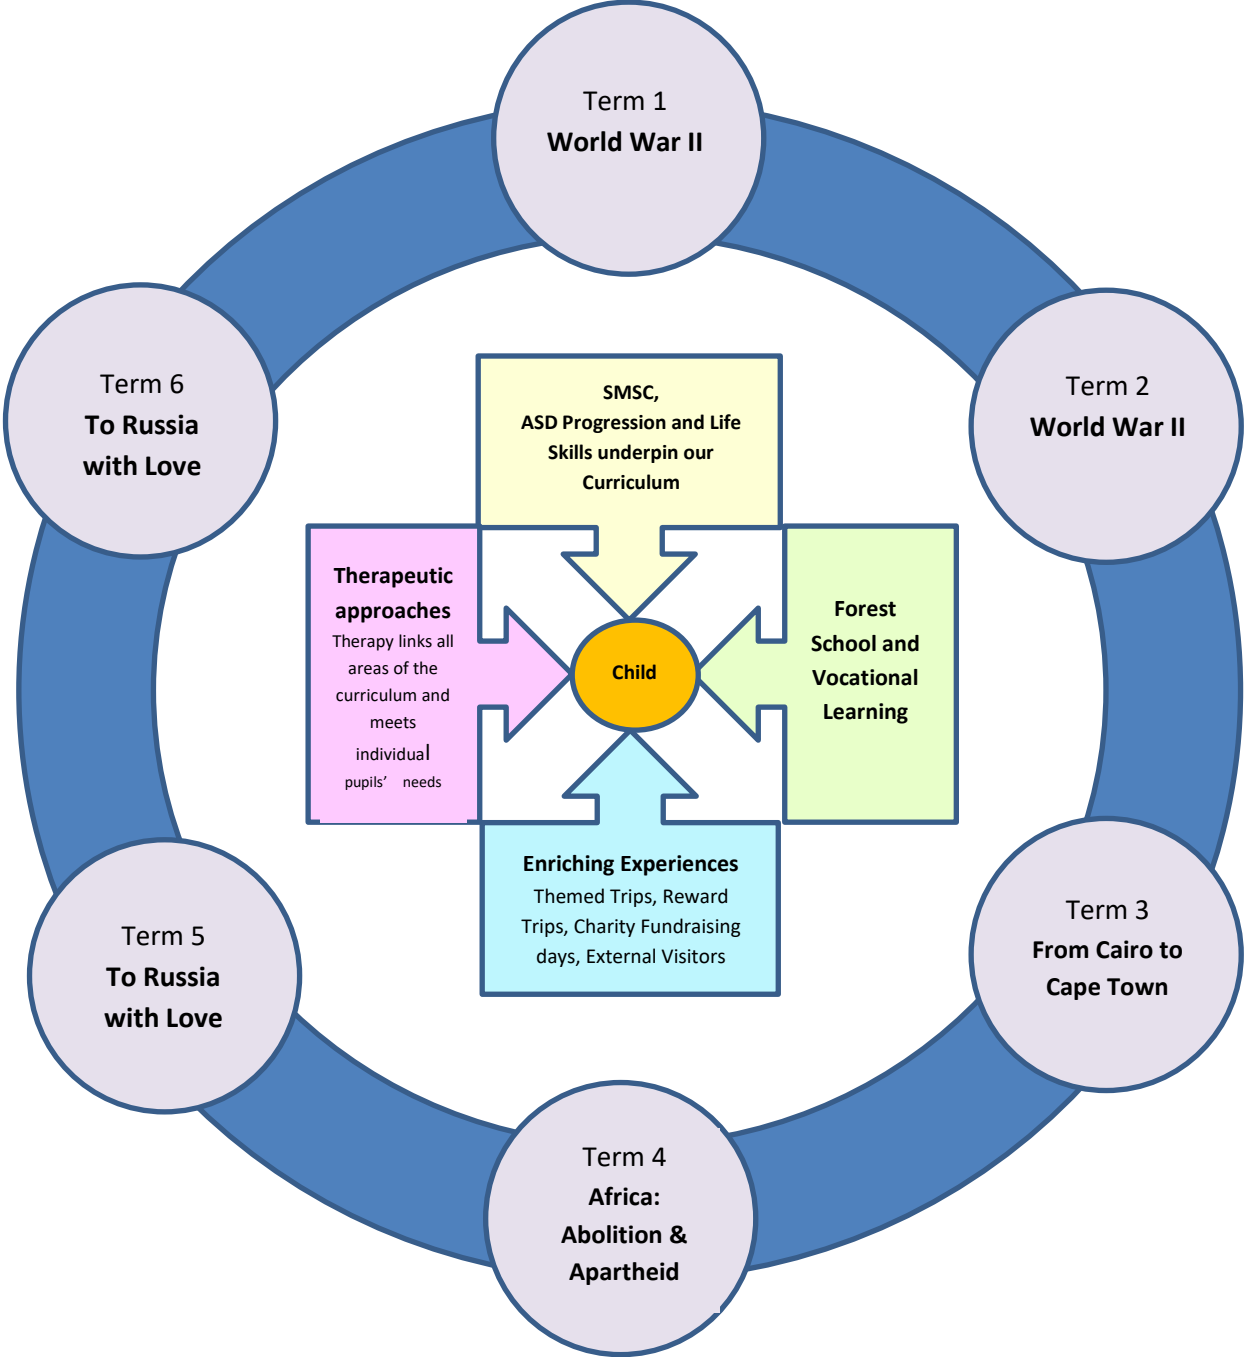 Term 1
World War II
Term 6
To Russia
with Love
Term 2
World War II
SMSC,
ASD Progression and Life
Skills underpin our
Curriculum
Therapeutic
approaches
Therapy links all
areas of the
curriculum and
meets
individual
pupils’ needs
Child
Forest
School and
Vocational
Learning
Enriching Experiences
Themed Trips, Reward
Trips, Charity Fundraising
days, External Visitors
Term 5
To Russia
with Love
Term 3
From Cairo to
Cape Town
Term 4
Africa:
Abolition &
Apartheid